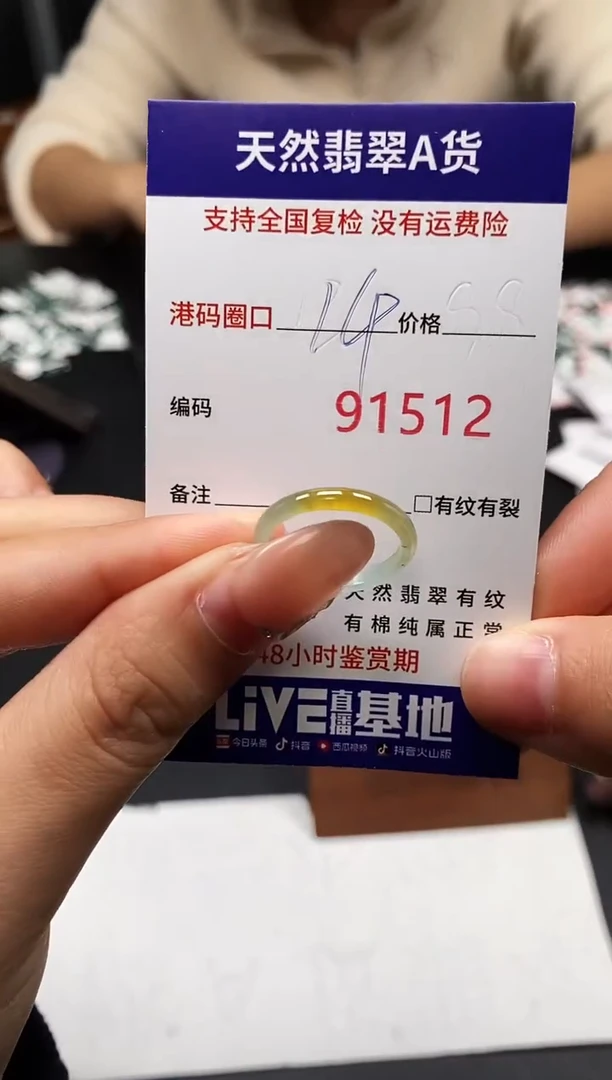 天然翡翠A货
支持全国复检 没有运费险
港码圈口 价格
编码 91512
备注 □有纹有裂
天然翡翠有纹
有棉纯属正常
48小时鉴赏期
LiVE直播基地
今日头条 抖音 西瓜视频 抖音火山版